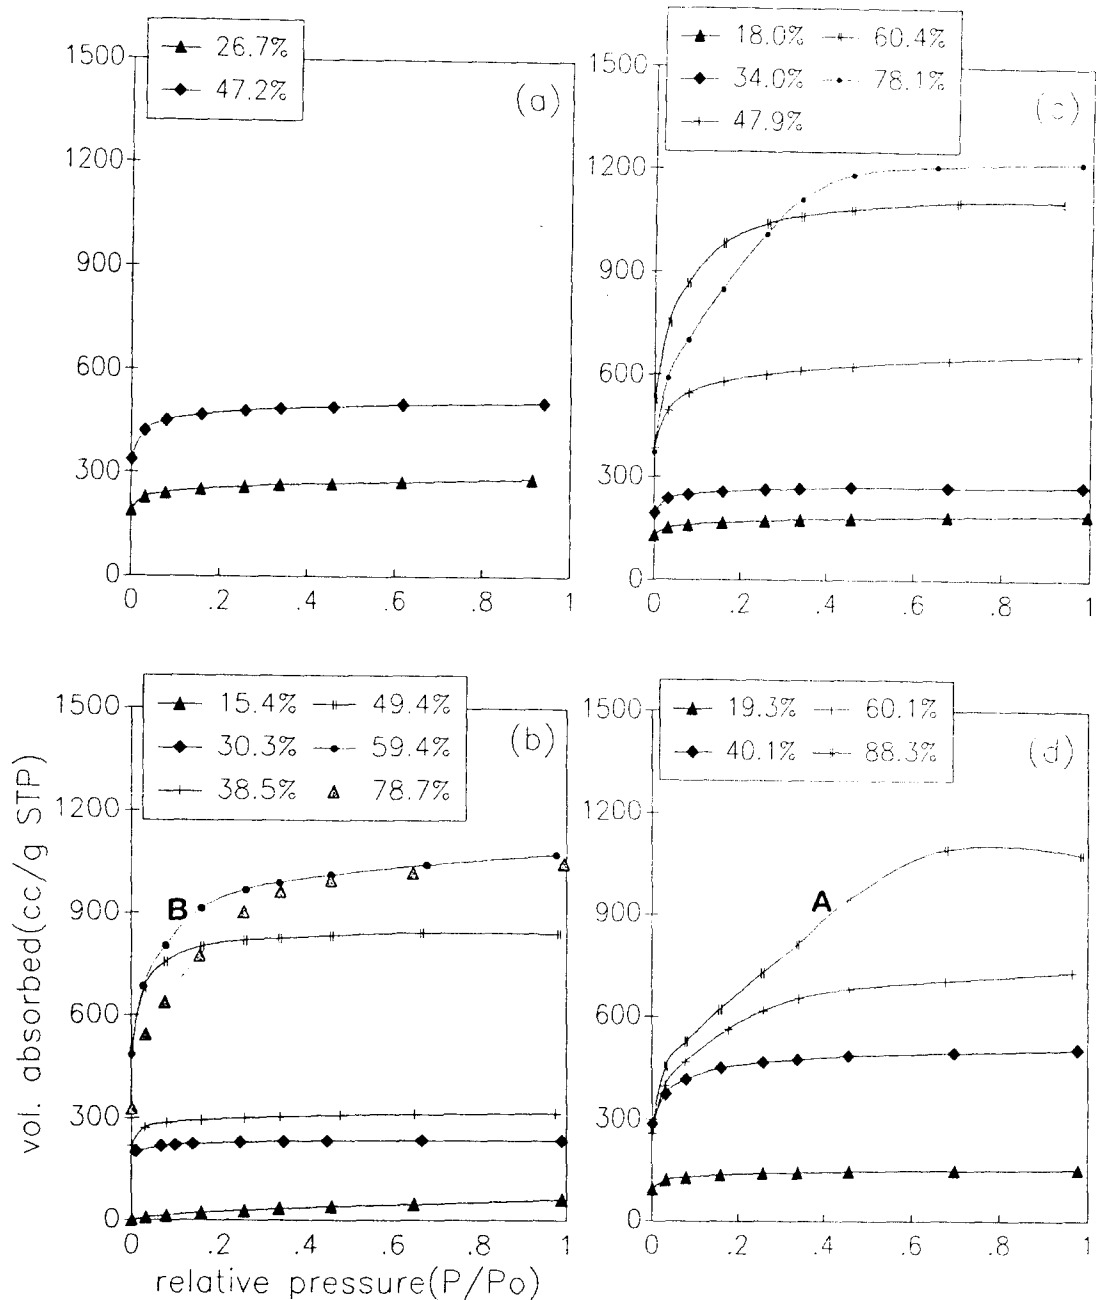 26.7%
47.2%
(a)
1500
1200
900
600
300
0
0 .2 .4 .6 .8 1
18.0% 60.4%
34.0% 78.1%
47.9%
(c)
1500
1200
900
600
300
0
0 .2 .4 .6 .8 1
15.4% 49.4%
30.3% 59.4%
38.5% 78.7%
(b)
B
1500
1200
900
600
300
0
0 .2 .4 .6 .8 1
vol. absorbed(cc/g STP)
relative pressure(P/Po)
19.3% 60.1%
40.1% 88.3%
(d)
A
1500
1200
900
600
300
0
0 .2 .4 .6 .8 1